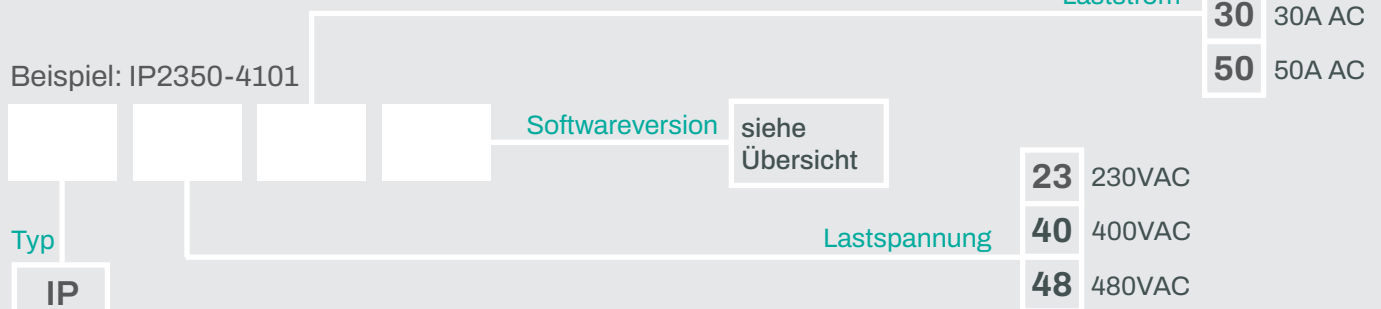 Laststrom
30 30A AC
50 50A AC
Beispiel: IP2350-4101
Softwareversion
siehe
Übersicht
23 230VAC
Typ
Lastspannung
40 400VAC
IP
48 480VAC